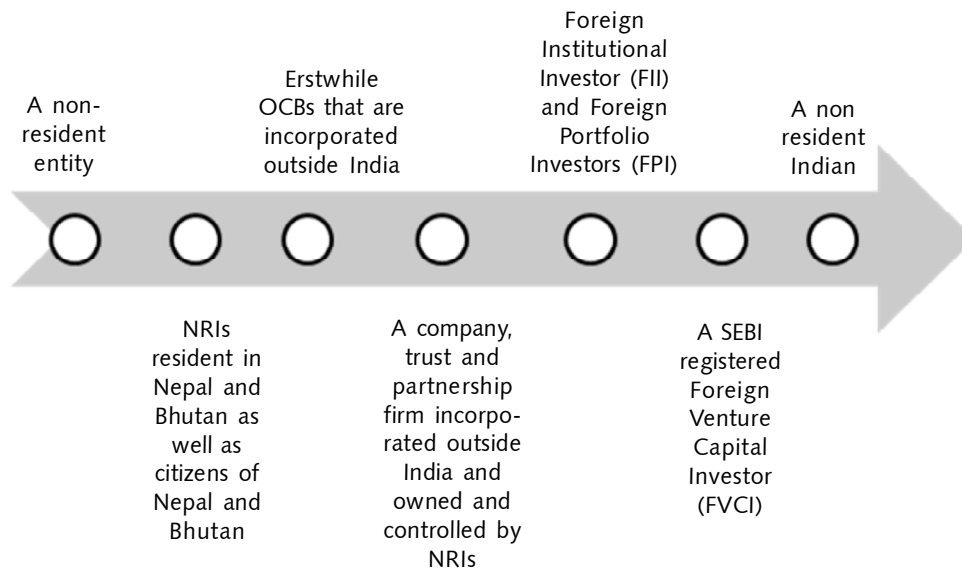 A non-
resident
entity
NRIs
resident in
Nepal and
Bhutan as
well as
citizens of
Nepal and
Bhutan
Erstwhile
OCBs that are
incorporated
outside India
A company,
trust and
partnership
firm incorpo-
rated outside
India and
owned and
controlled by
NRIs
Foreign
Institutional
Investor (FII)
and Foreign
Portfolio
Investors (FPI)
A SEBI
registered
Foreign
Venture
Capital
Investor
(FVCI)
A non
resident
Indian